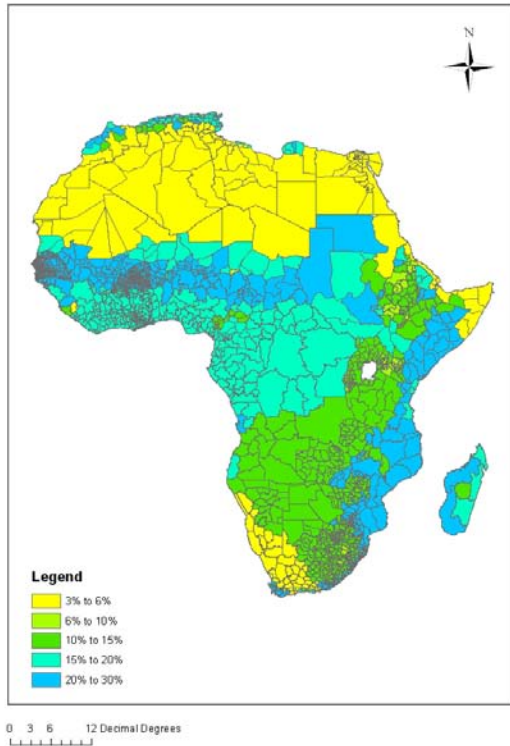 N
Legend
3% to 6%
6% to 10%
10% to 15%
15% to 20%
20% to 30%
0 3 6 12 Decimal Degrees